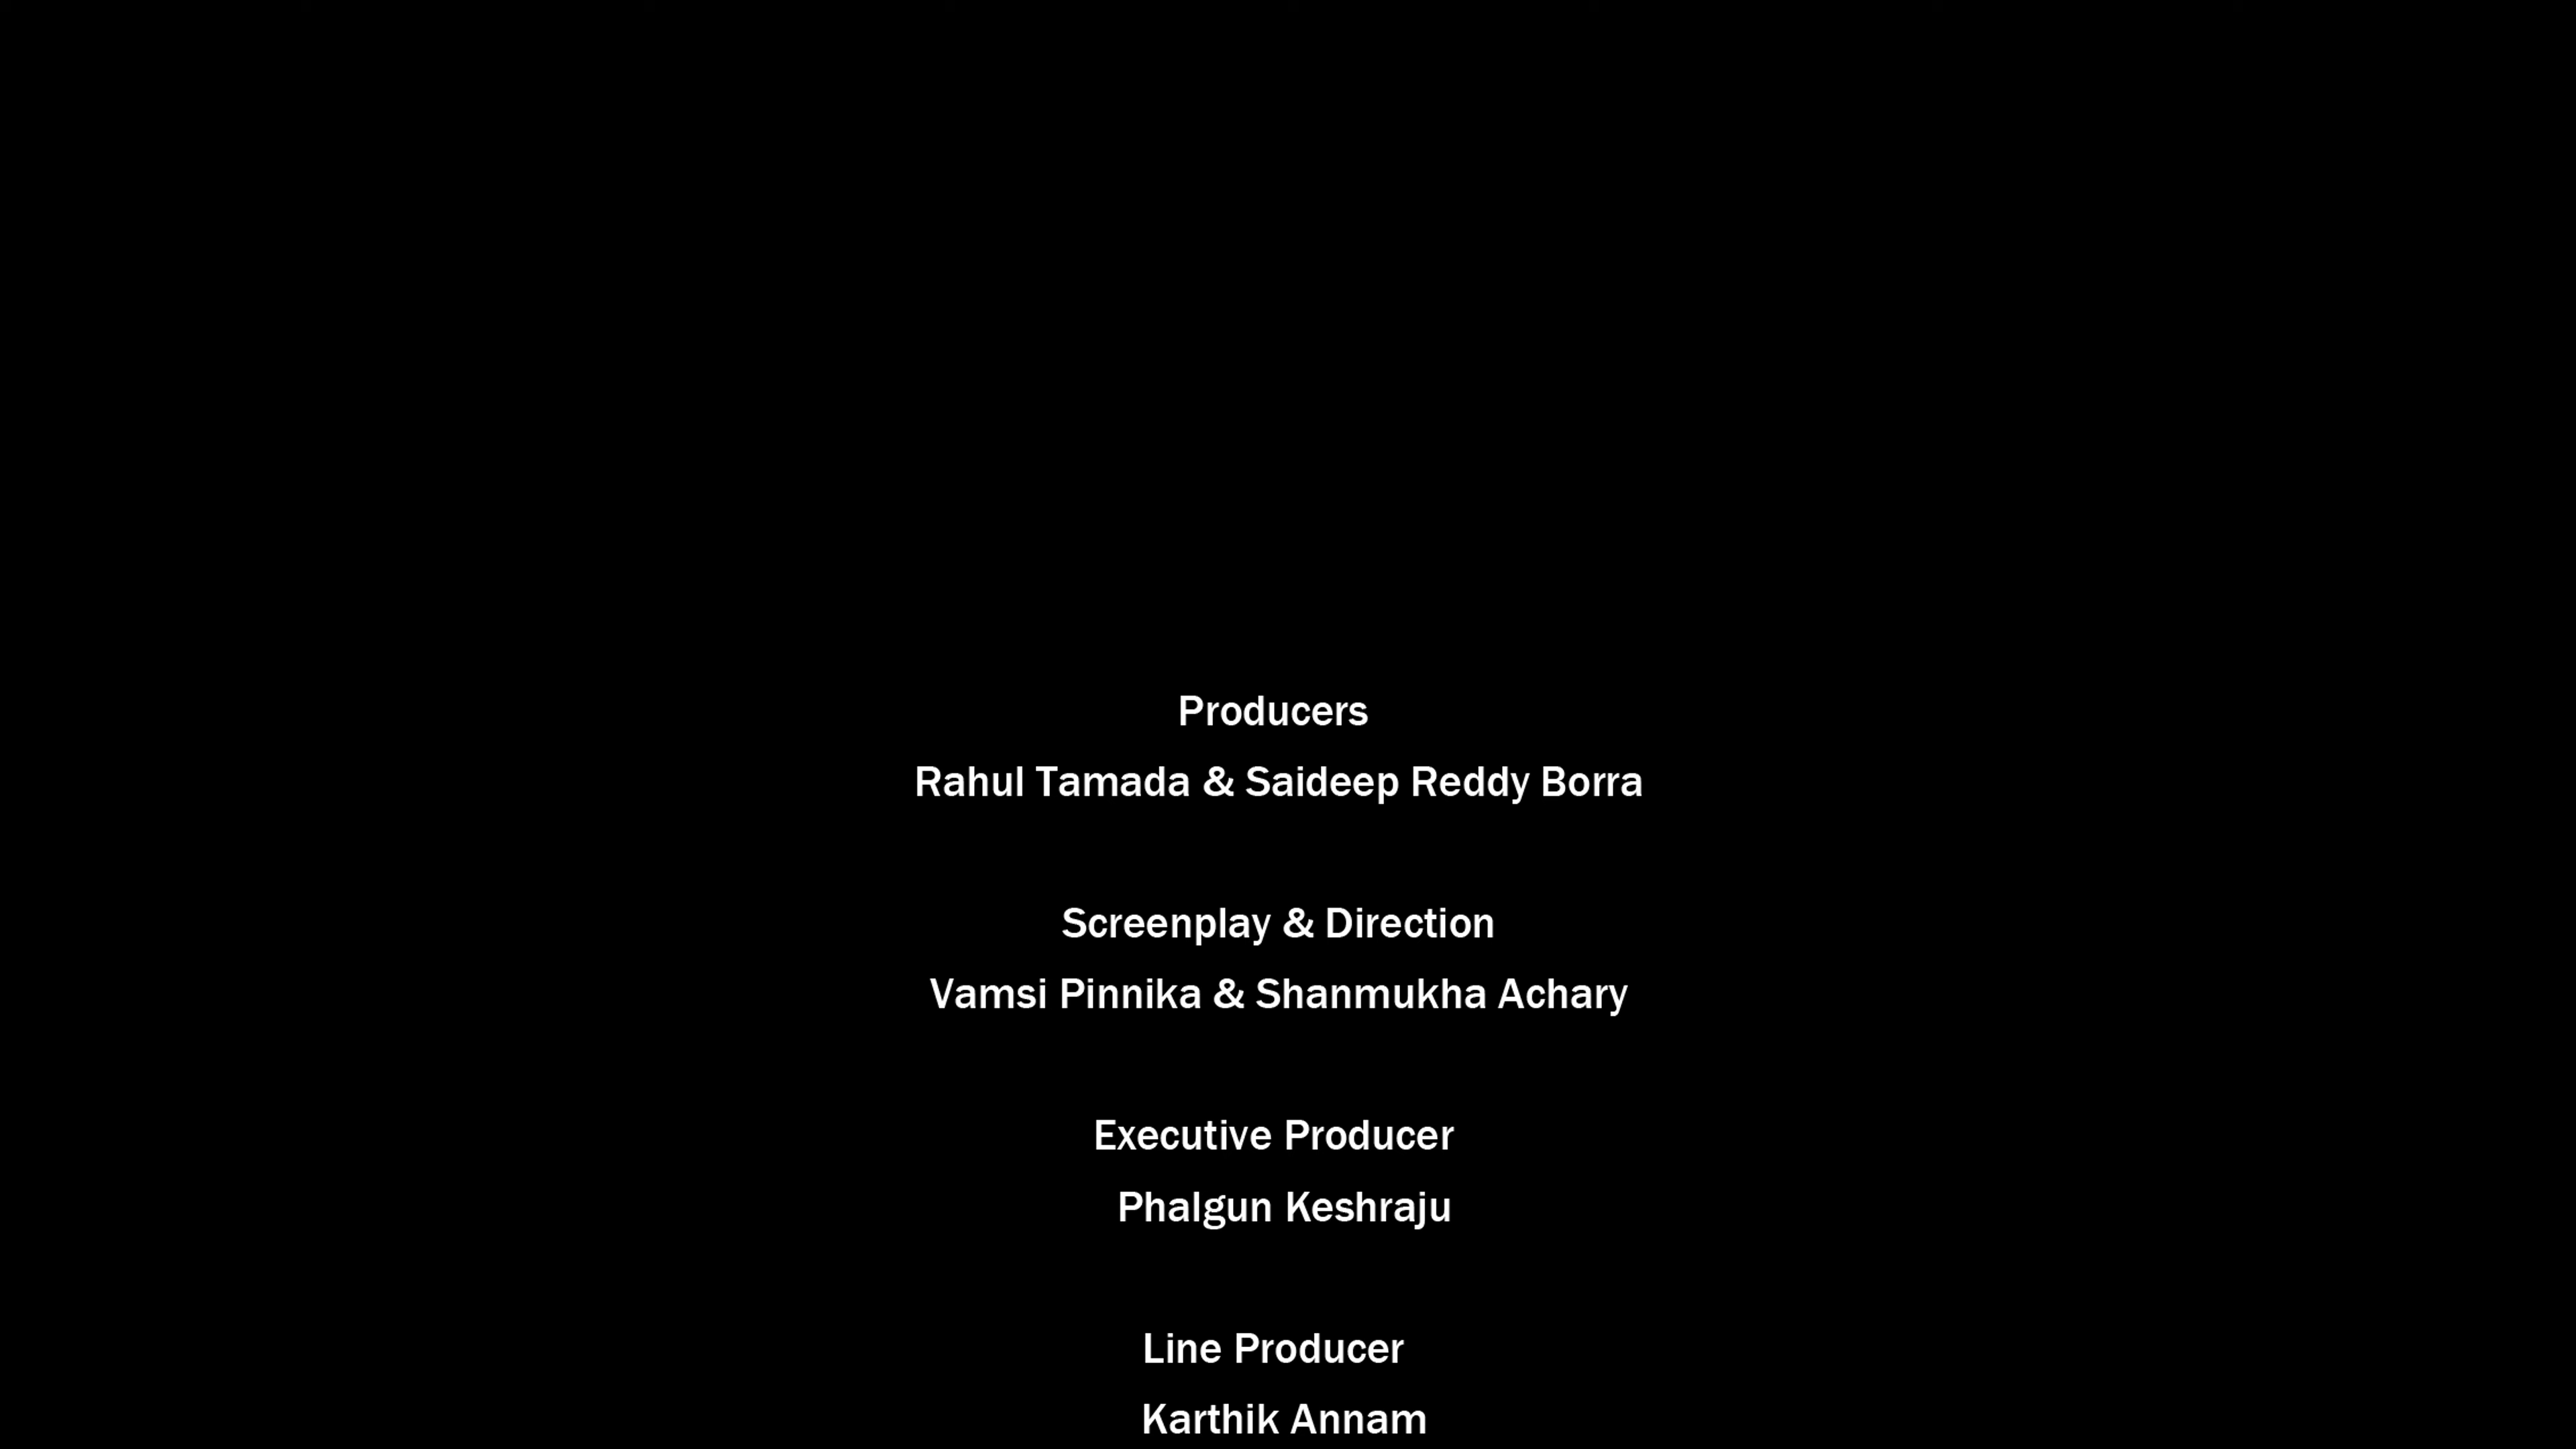 Producers
Rahul Tamada & Saideep Reddy Borra
Screenplay & Direction
Vamsi Pinnika & Shanmukha Achary
Executive Producer
Phalgun Keshraju
Line Producer
Karthik Annam